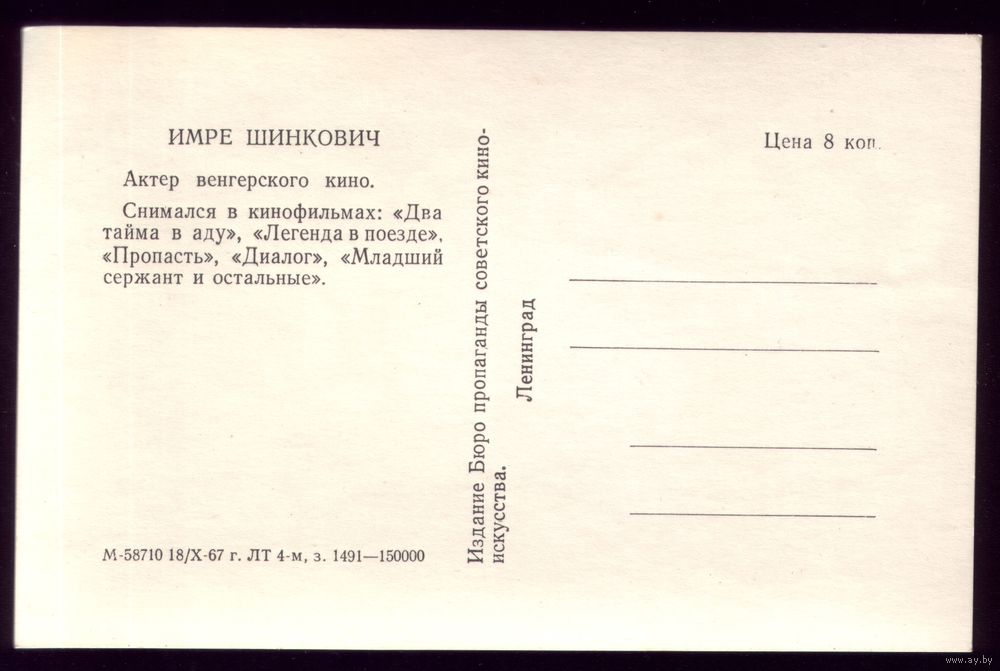 ИМРЕ ШИНКОВИЧ
Актер венгерского кино.
Снимался в кинофильмах: «Два
тайма в аду», «Легенда в поезде»,
«Пропасть», «Диалог», «Младший
сержант и остальные».
М-58710 18/X-67 г. ЛТ 4-м, з. 1491—150000
Издание Бюро пропаганды советского кино-
искусства.
Ленинград
Цена 8 коп.
www.ay.by